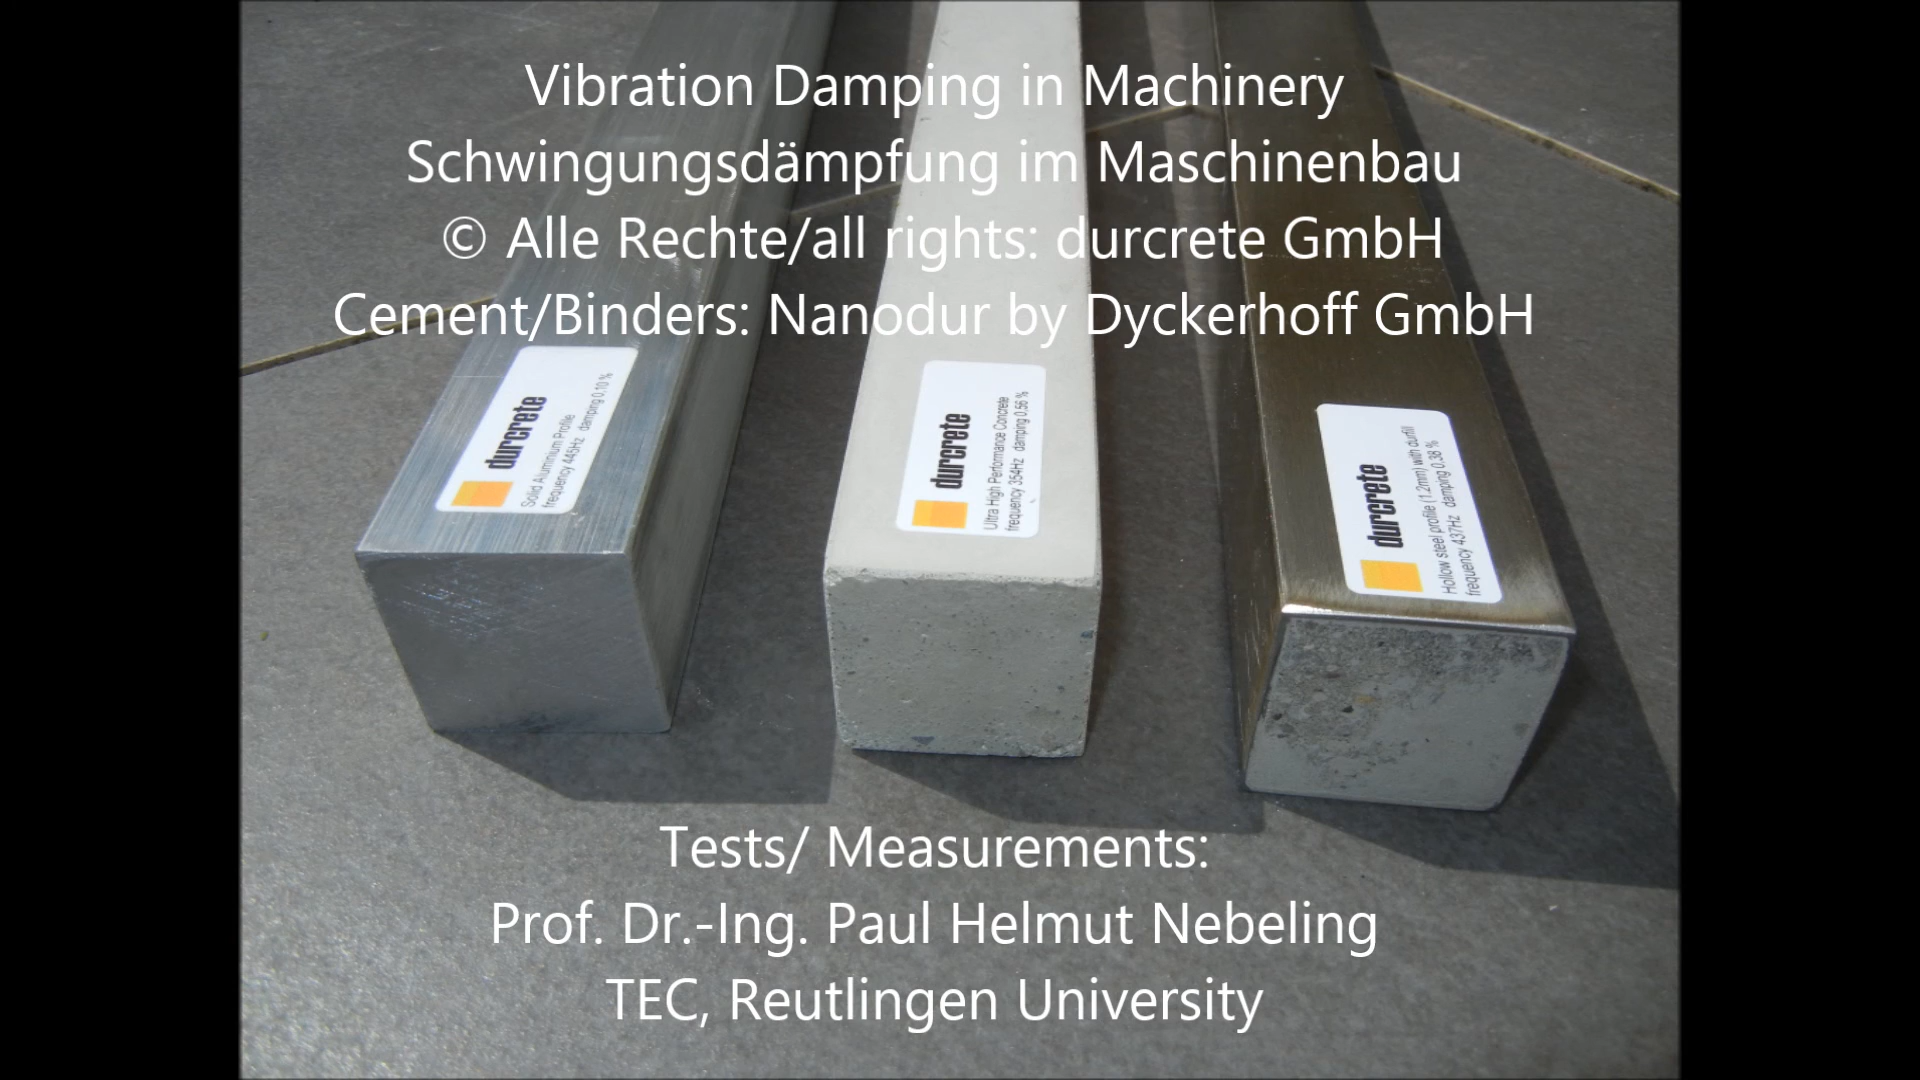 Vibration Damping in Machinery
Schwingungsdämpfung im Maschinenbau
© Alle Rechte/all rights: durcrete GmbH
Cement/Binders: Nanodur by Dyckerhoff GmbH
durcrete
Solid Aluminium Profile
frequency 445Hz damping 0,10 %
durcrete
Ultra High Performance Concrete
frequency 354Hz damping 0,56 %
durcrete
Hollow steel profile (1.2mm) with durfill
frequency 437Hz damping 0,38 %
Tests/ Measurements:
Prof. Dr.-Ing. Paul Helmut Nebeling
TEC, Reutlingen University